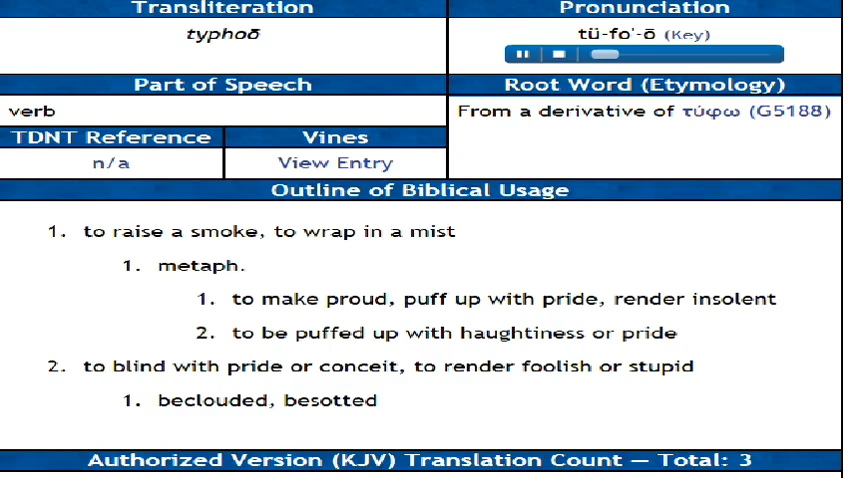 Transliteration Pronunciation
typhoō tü-fo'-ō (Key)
Part of Speech Root Word (Etymology)
verb From a derivative of τύφω (G5188)
TDNT Reference Vines
n/a View Entry
Outline of Biblical Usage
1. to raise a smoke, to wrap in a mist
1. metaph.
1. to make proud, puff up with pride, render insolent
2. to be puffed up with haughtiness or pride
2. to blind with pride or conceit, to render foolish or stupid
1. beclouded, besotted
Authorized Version (KJV) Translation Count — Total: 3